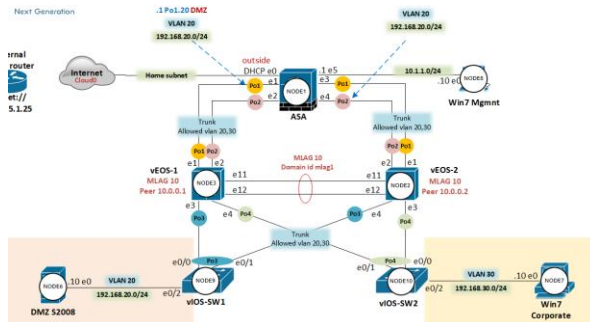 Next Generation
.1 Po1.20 DMZ
VLAN 20
192.168.20.0/24
VLAN 20
192.168.20.0/24
ernal
router
et://
5.1.25
Internet
Cloud0
Home subnet
outside
DHCP e0
e1
Po1
e2
Po2
NODE1
ASA
.1 e5
e3
Po1
e4
Po2
10.1.1.0/24
.10 e0
NODE8
Win7 Mgmnt
Trunk
Allowed vlan 20,30
Trunk
Allowed vlan 20,30
Po1
Po2
e1
e2
Po2
Po1
e2
e1
vEOS-1
MLAG 10
Peer 10.0.0.1
NODE3
MLAG 10
Domain id mlag1
e11
e11
e12
e12
NODE2
vEOS-2
MLAG 10
Peer 10.0.0.2
e3
Po3
e4
Po4
Po3
e4
e3
Po4
Trunk
Allowed vlan 20,30
e0/0
Po3
e0/1
NODE9
e0/2
vIOS-SW1
e0/1
Po4
e0/0
NODE10
e0/2
vIOS-SW2
NODE6
.10 e0
VLAN 20
192.168.20.0/24
DMZ S2008
VLAN 30
192.168.30.0/24
.10 e0
NODE7
Win7
Corporate